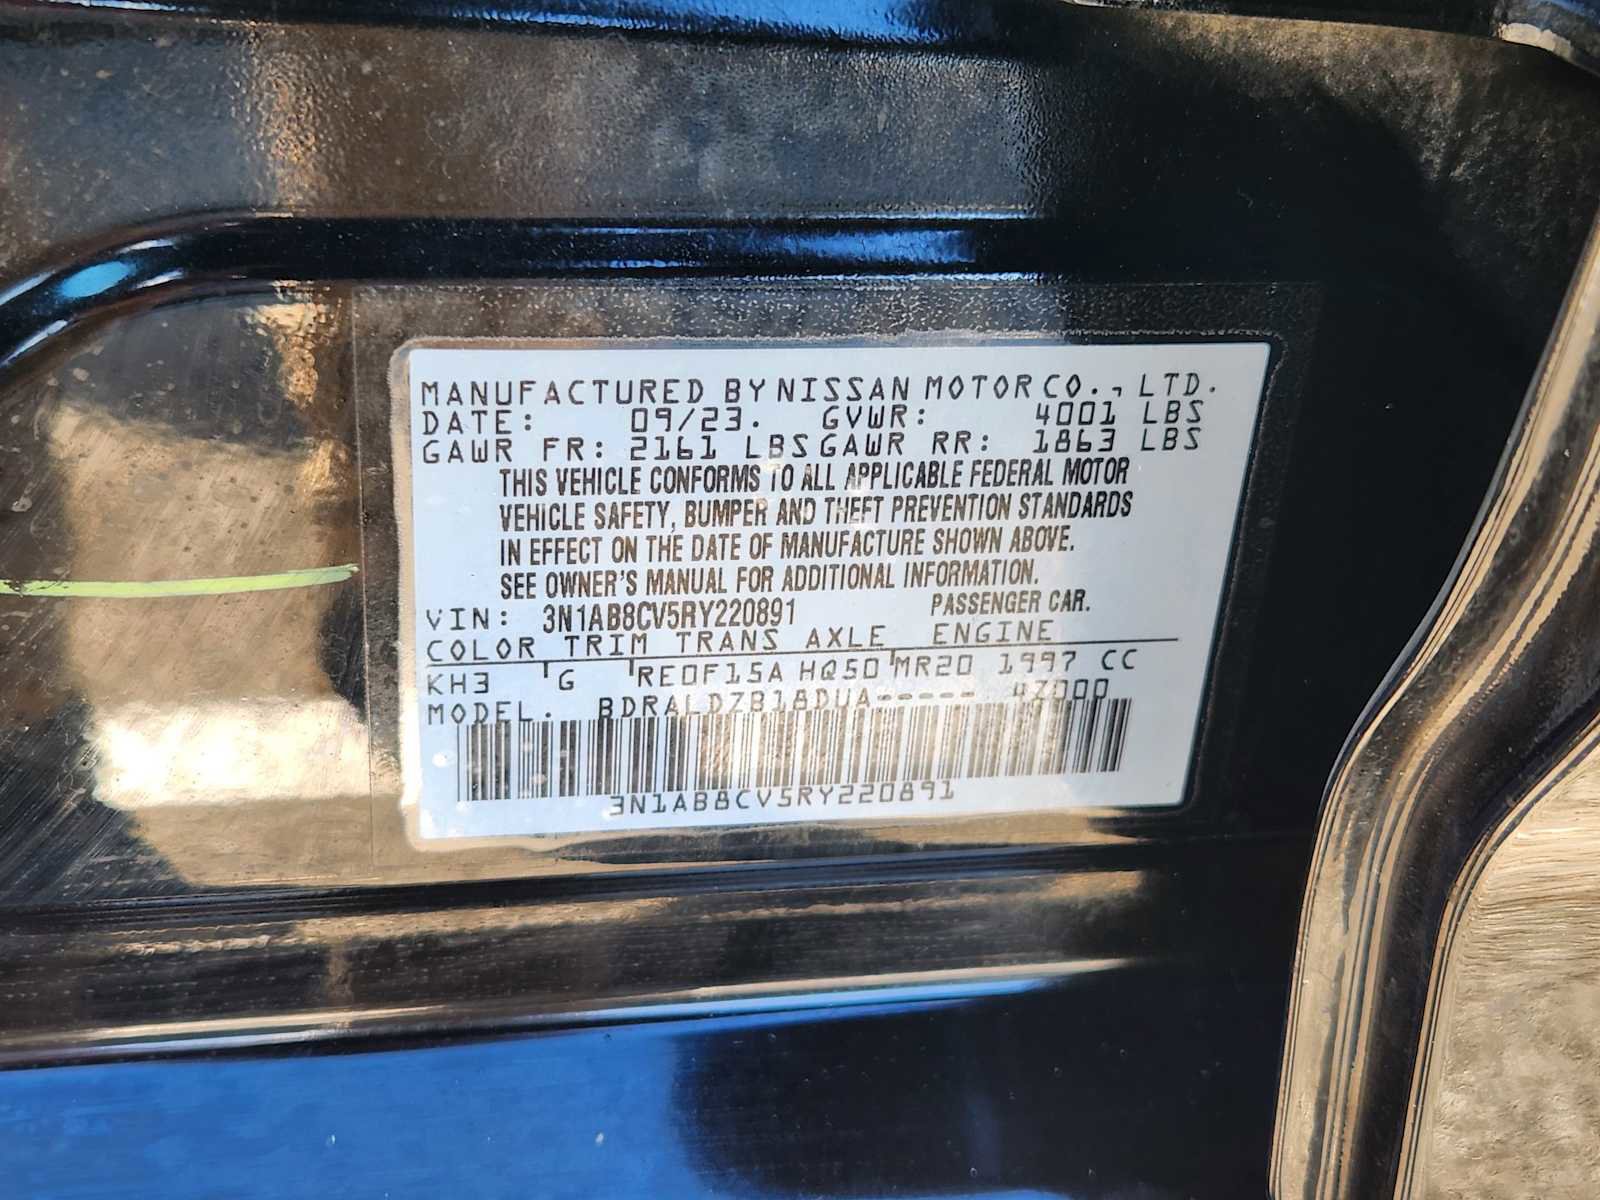 MANUFACTURED BY NISSAN MOTOR CO., LTD.
DATE: 09/23. GVWR: 4001 LBS
GAWR FR: 2161 LBS GAWR RR: 1863 LBS
THIS VEHICLE CONFORMS TO ALL APPLICABLE FEDERAL MOTOR
VEHICLE SAFETY, BUMPER AND THEFT PREVENTION STANDARDS
IN EFFECT ON THE DATE OF MANUFACTURE SHOWN ABOVE.
SEE OWNER'S MANUAL FOR ADDITIONAL INFORMATION.
VIN: 3N1AB8CV5RY220891 PASSENGER CAR.
COLOR TRIM TRANS AXLE ENGINE
KH3 G RE0F15A HQ50 MR20 1997 CC
MODEL. BDRALDZB18DUA-----
3N1AB8CV5RY220891